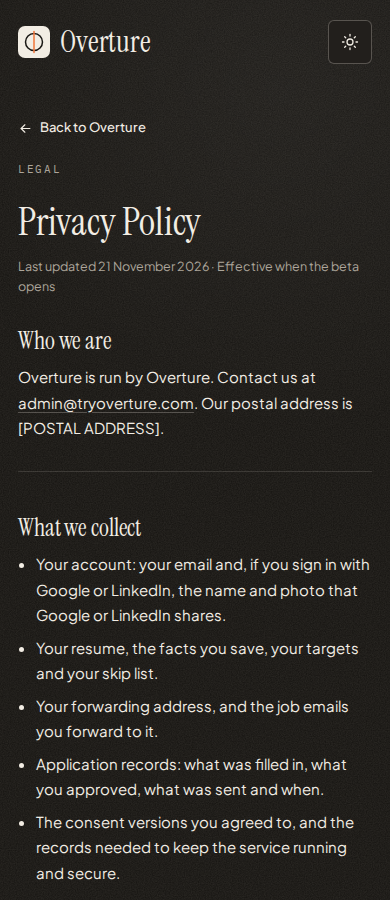 Overture
← Back to Overture
LEGAL
Privacy Policy
Last updated 21 November 2026 · Effective when the beta
opens
Who we are
Overture is run by Overture. Contact us at
admin@tryoverture.com. Our postal address is
[POSTAL ADDRESS].
What we collect
• Your account: your email and, if you sign in with
Google or LinkedIn, the name and photo that
Google or LinkedIn shares.
• Your resume, the facts you save, your targets
and your skip list.
• Your forwarding address, and the job emails
you forward to it.
• Application records: what was filled in, what
you approved, what was sent and when.
• The consent versions you agreed to, and the
records needed to keep the service running
and secure.